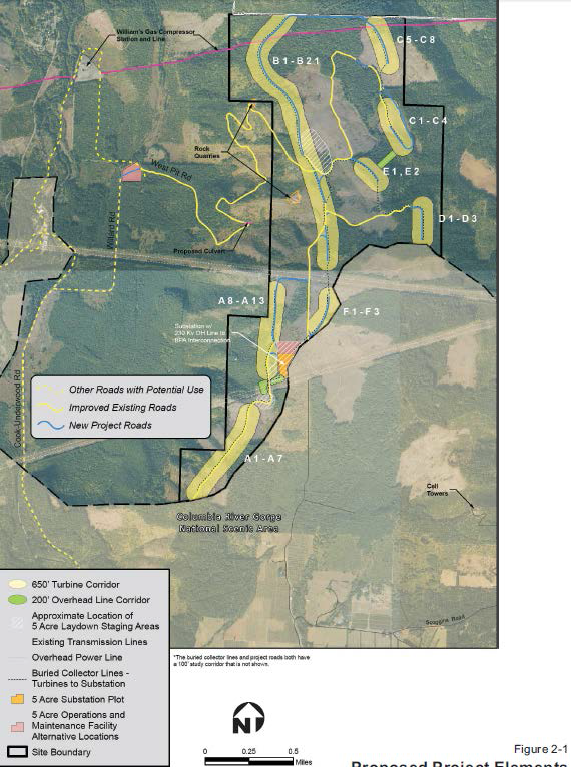 William's Gas Compressor
Station and Line
C5-C8
B1-B21
C1-C4
Rock
Quarries
E1, E2
West Pit Rd
D1-D3
Willard Rd
Proposed Culvert
A8-A13
F1-F3
Substation w/
230 Kv OH Line to
BPA Interconnection
Other Roads with Potential Use
Improved Existing Roads
New Project Roads
Cook-Underwood Rd
A1-A7
Cell
Towers
Columbia River Gorge
National Scenic Area
650' Turbine Corridor
200' Overhead Line Corridor
Approximate Location of
5 Acre Laydown Staging Areas
Existing Transmission Lines
Overhead Power Line
Buried Collector Lines -
Turbines to Substation
5 Acre Substation Plot
5 Acre Operations and
Maintenance Facility
Alternative Locations
Site Boundary
Scoggins Road
*The buried collector lines and project roads both have
a 100' study corridor that is not shown.
N
0 0.25 0.5
Miles
Figure 2-1
Proposed Project Elements